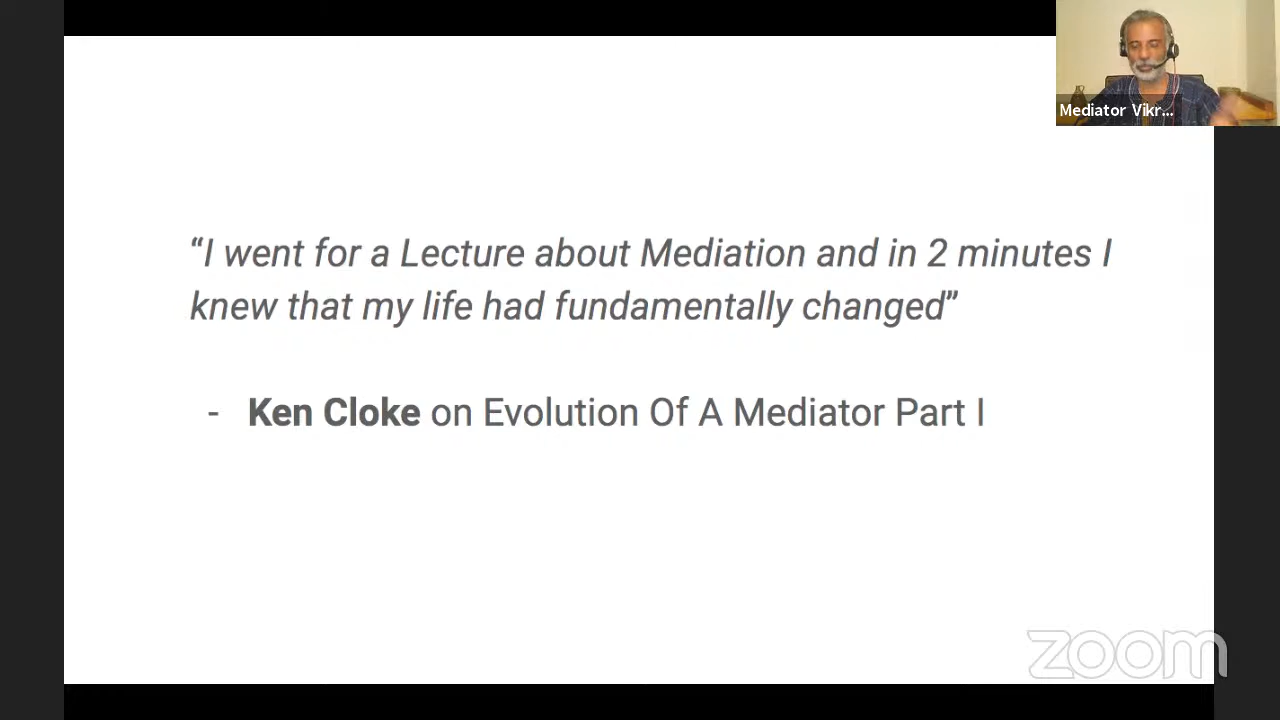 Mediator Vikr...
“I went for a Lecture about Mediation and in 2 minutes I
knew that my life had fundamentally changed”
- Ken Cloke on Evolution Of A Mediator Part I
zoom